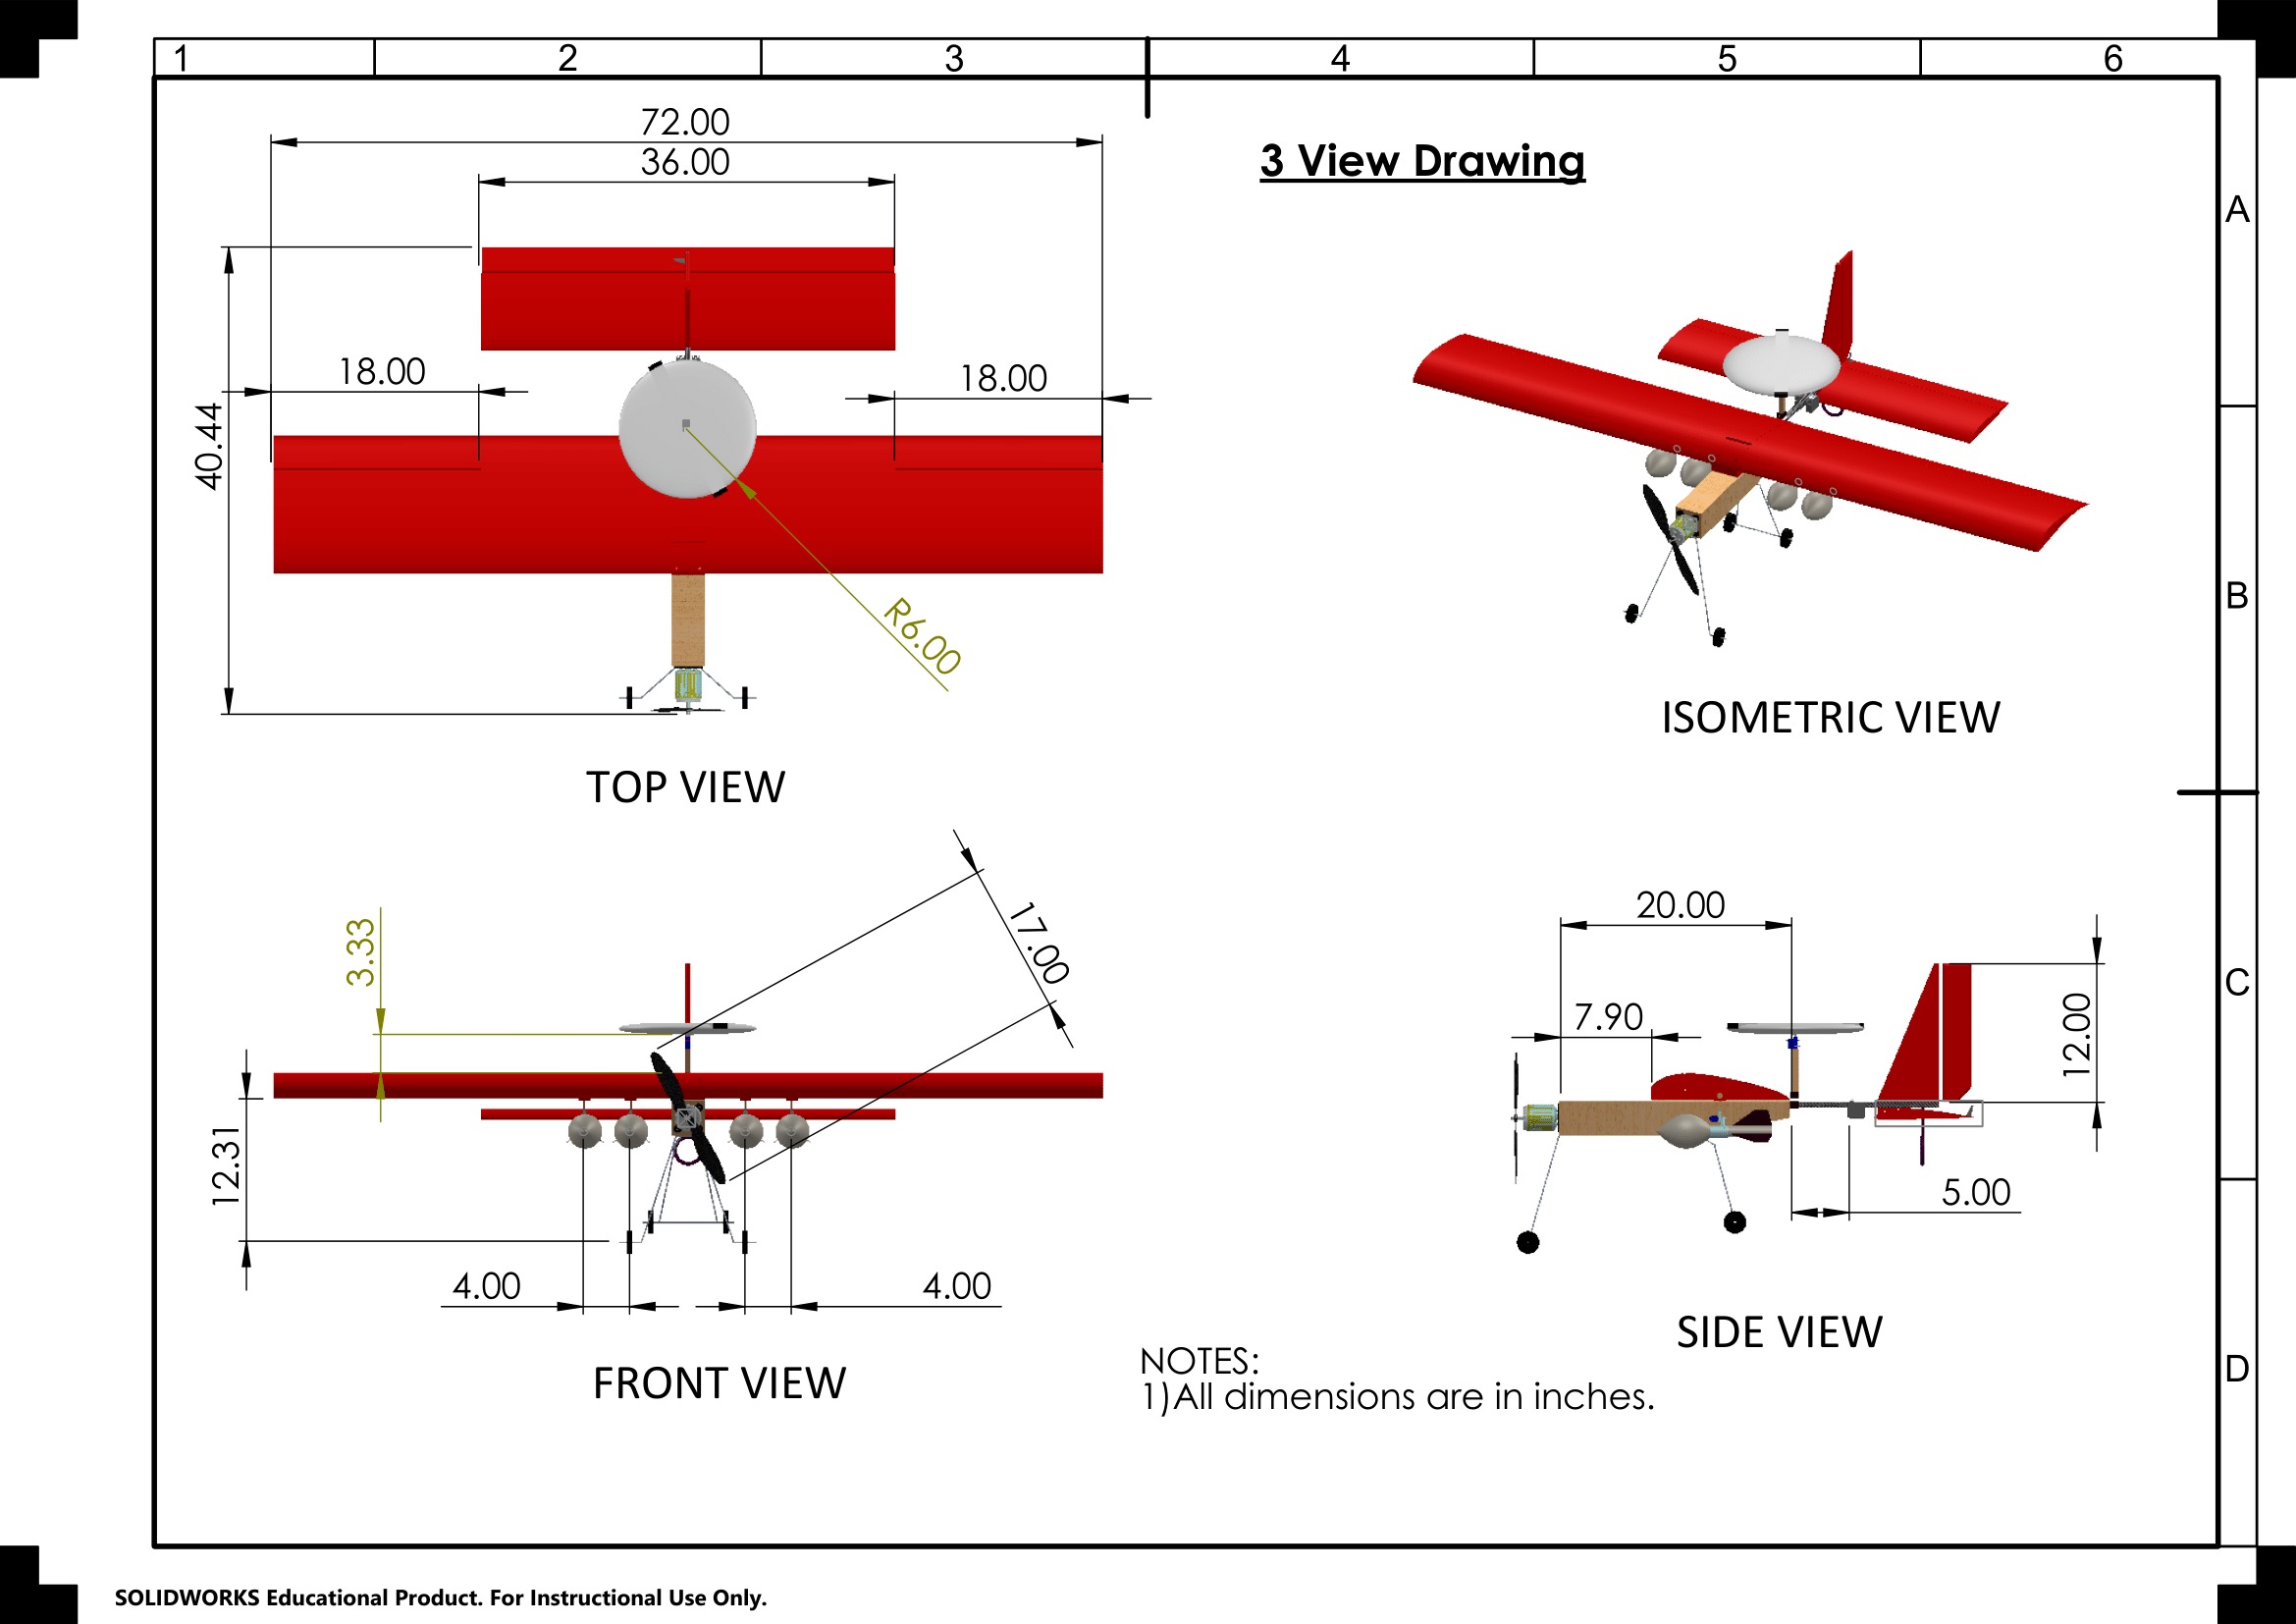 1 2 3 4 5 6
A
B
C
D
3 View Drawing
72.00
36.00
18.00
18.00
40.44
R6.00
TOP VIEW
ISOMETRIC VIEW
3.33
17.00
12.31
4.00
4.00
FRONT VIEW
20.00
7.90
12.00
5.00
SIDE VIEW
NOTES:
1)All dimensions are in inches.
SOLIDWORKS Educational Product. For Instructional Use Only.